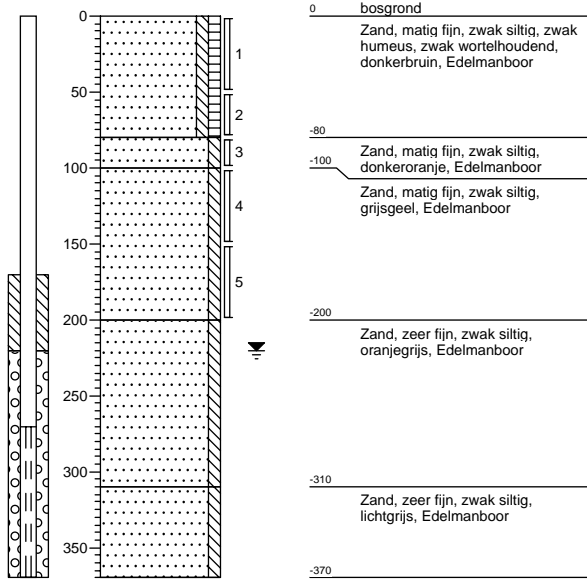 0
50
100
150
200
250
300
350
1
2
3
4
5
0
bosgrond
Zand, matig fijn, zwak siltig, zwak
humeus, zwak wortelhoudend,
donkerbruin, Edelmanboor
-80
Zand, matig fijn, zwak siltig,
donkeroranje, Edelmanboor
-100
Zand, matig fijn, zwak siltig,
grijsgeel, Edelmanboor
-200
Zand, zeer fijn, zwak siltig,
oranjegrijs, Edelmanboor
-310
Zand, zeer fijn, zwak siltig,
lichtgrijs, Edelmanboor
-370